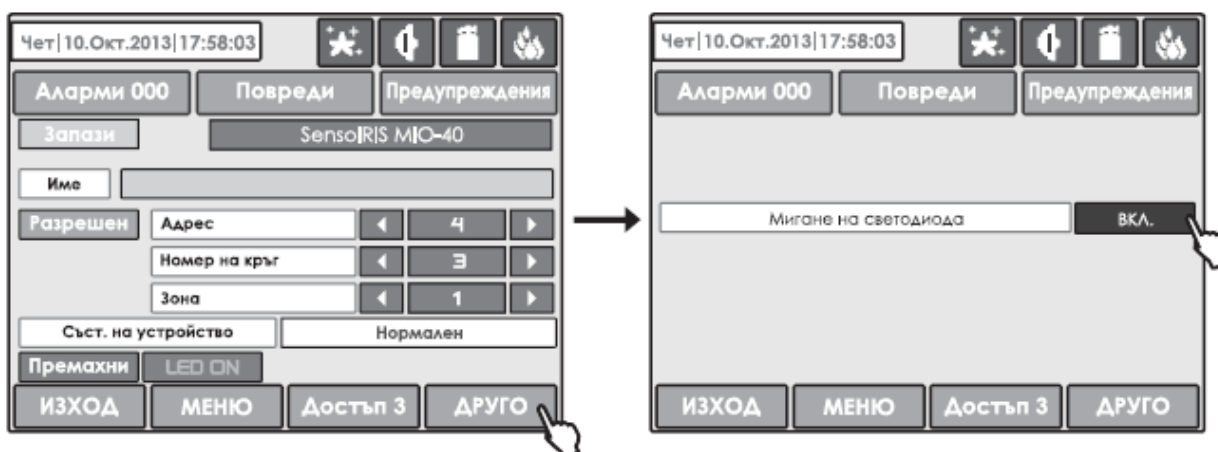 Чет|10.Окт.2013|17:58:03
Аларми 000 Повреди Предупреждения
Запази SensoIRIS MIO-40
Име
Разрешен Адрес 4
Номер на кръг 3
Зона 1
Съст. на устройство Нормален
Премахни LED ON
ИЗХОД МЕНЮ Достъп 3 ДРУГО
Чет|10.Окт.2013|17:58:03
Аларми 000 Повреди Предупреждения
Мигане на светодиода ВКЛ.
ИЗХОД МЕНЮ Достъп 3 ДРУГО